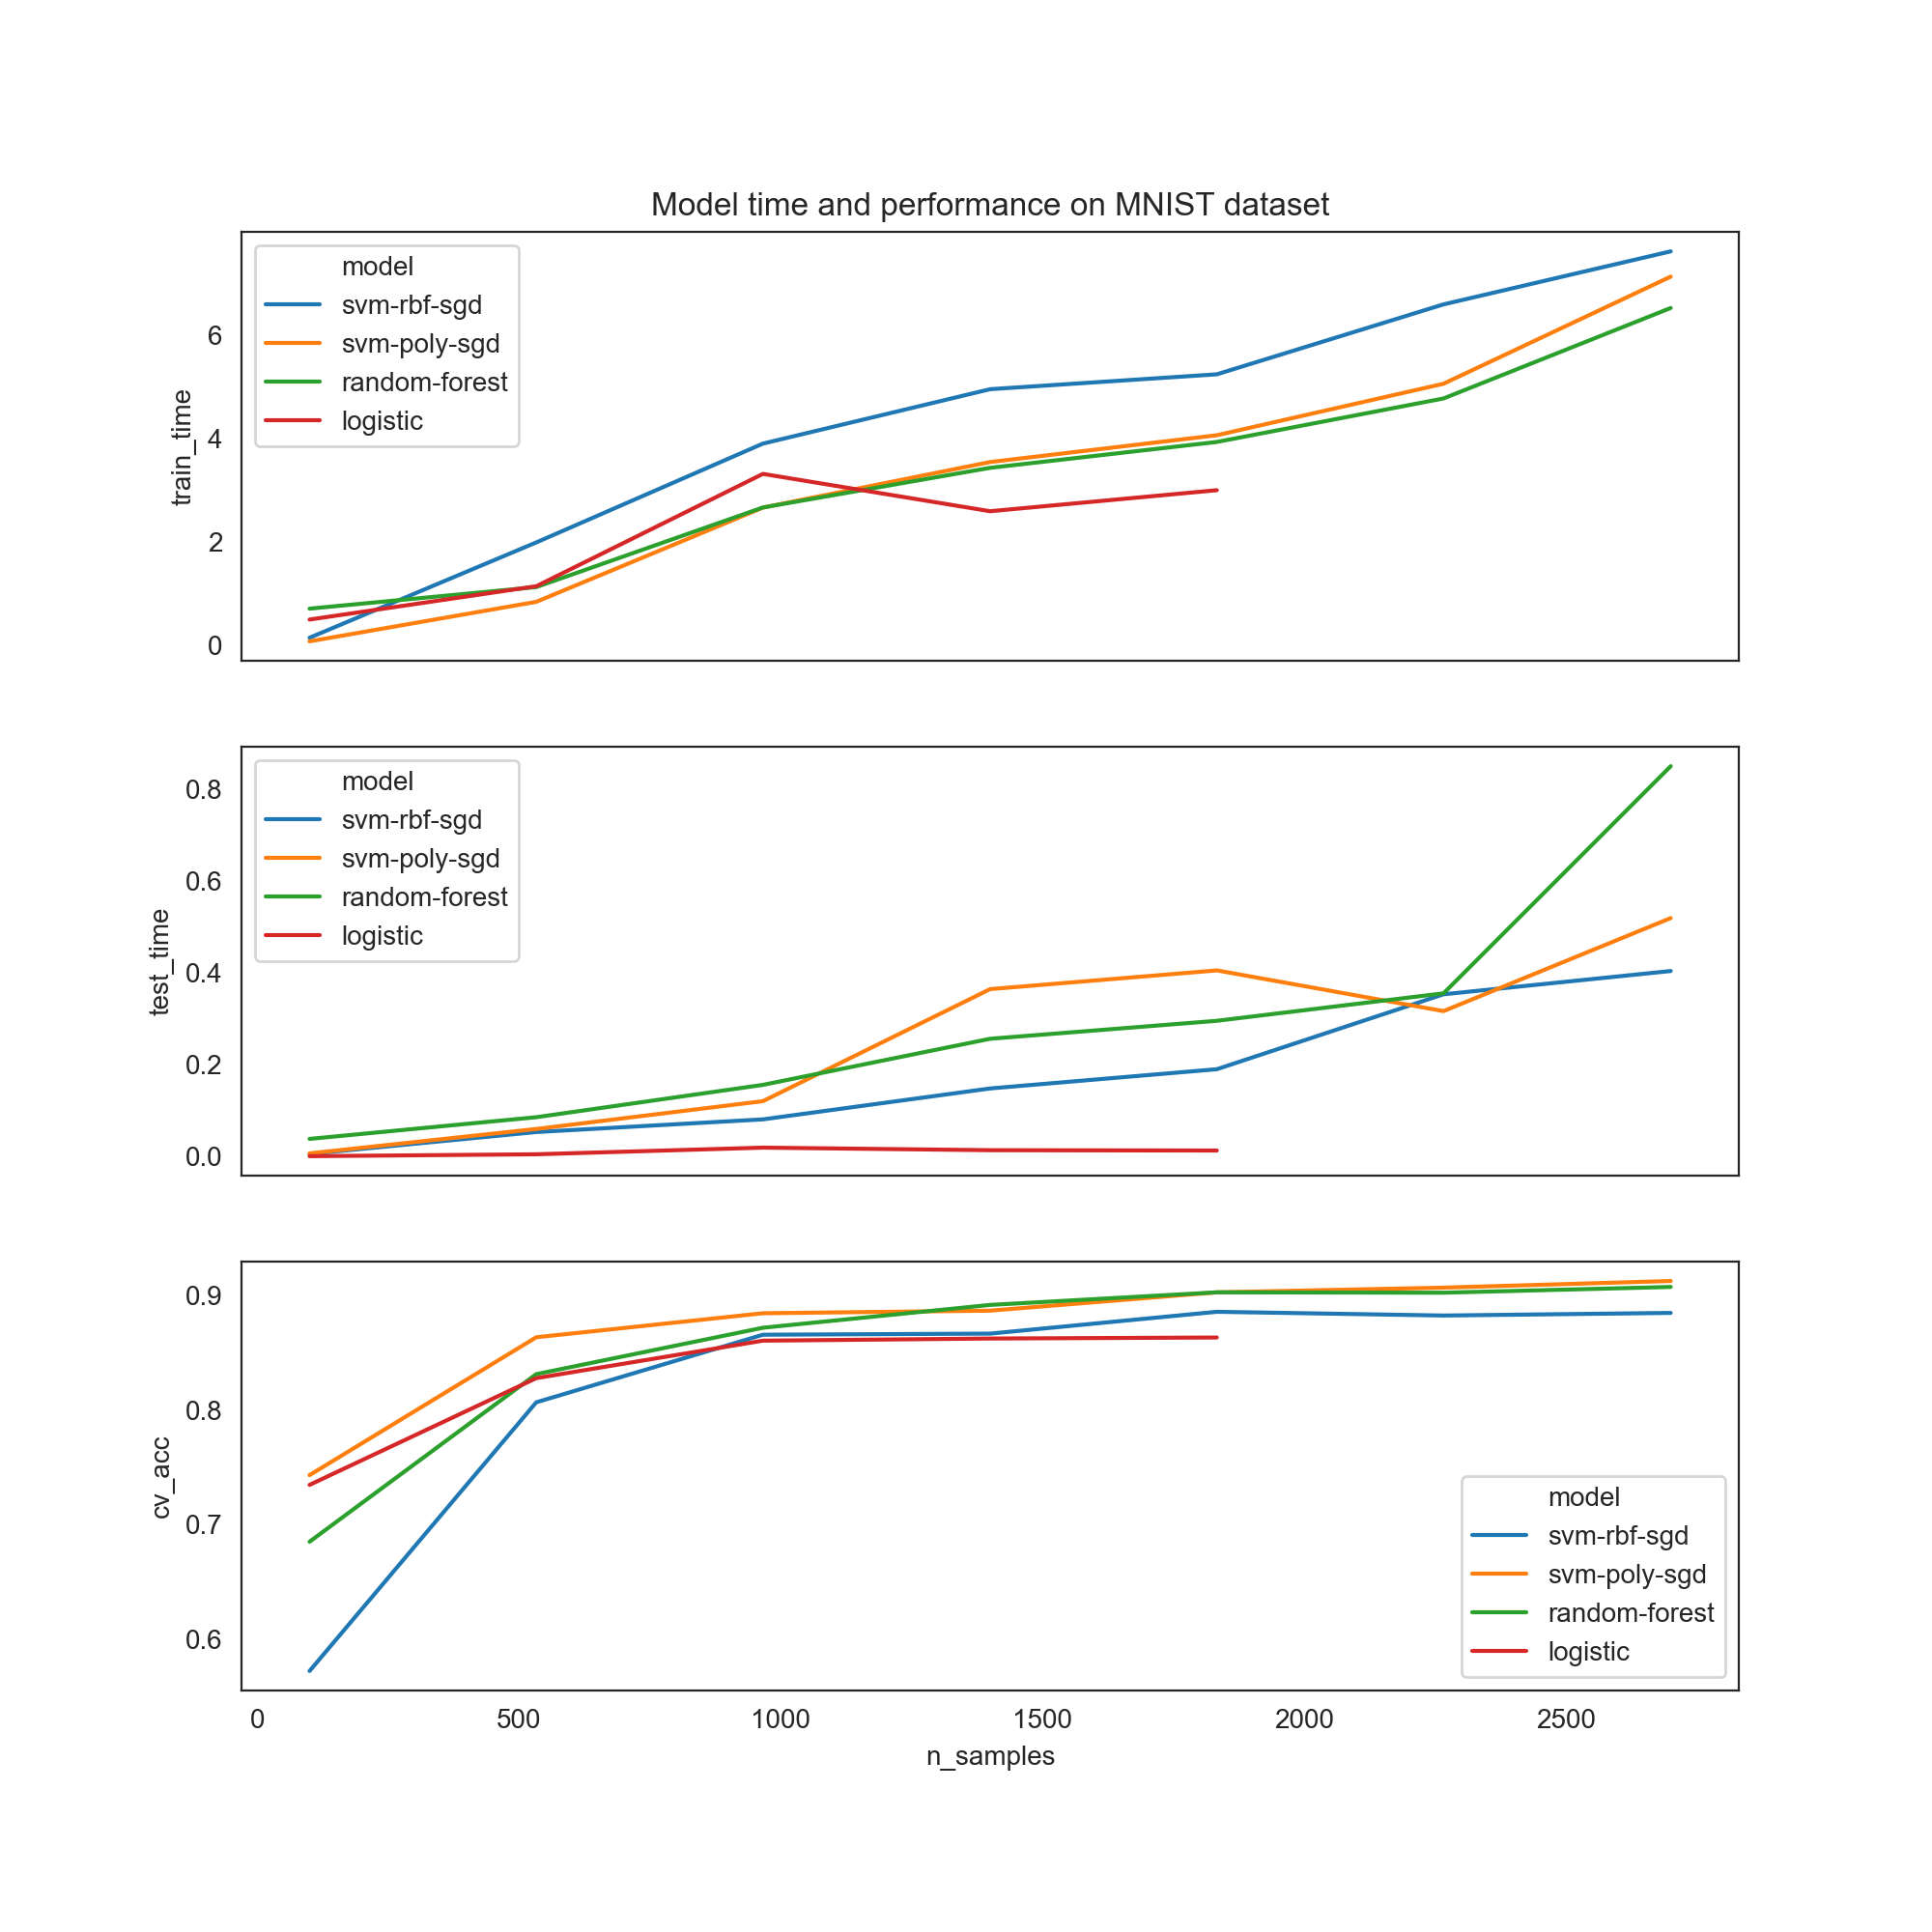 Model time and performance on MNIST dataset
model
svm-rbf-sgd
svm-poly-sgd
random-forest
logistic
train_time
6
4
2
0
model
svm-rbf-sgd
svm-poly-sgd
random-forest
logistic
test_time
0.8
0.6
0.4
0.2
0.0
cv_acc
0.9
0.8
0.7
0.6
model
svm-rbf-sgd
svm-poly-sgd
random-forest
logistic
0 500 1000 1500 2000 2500
n_samples